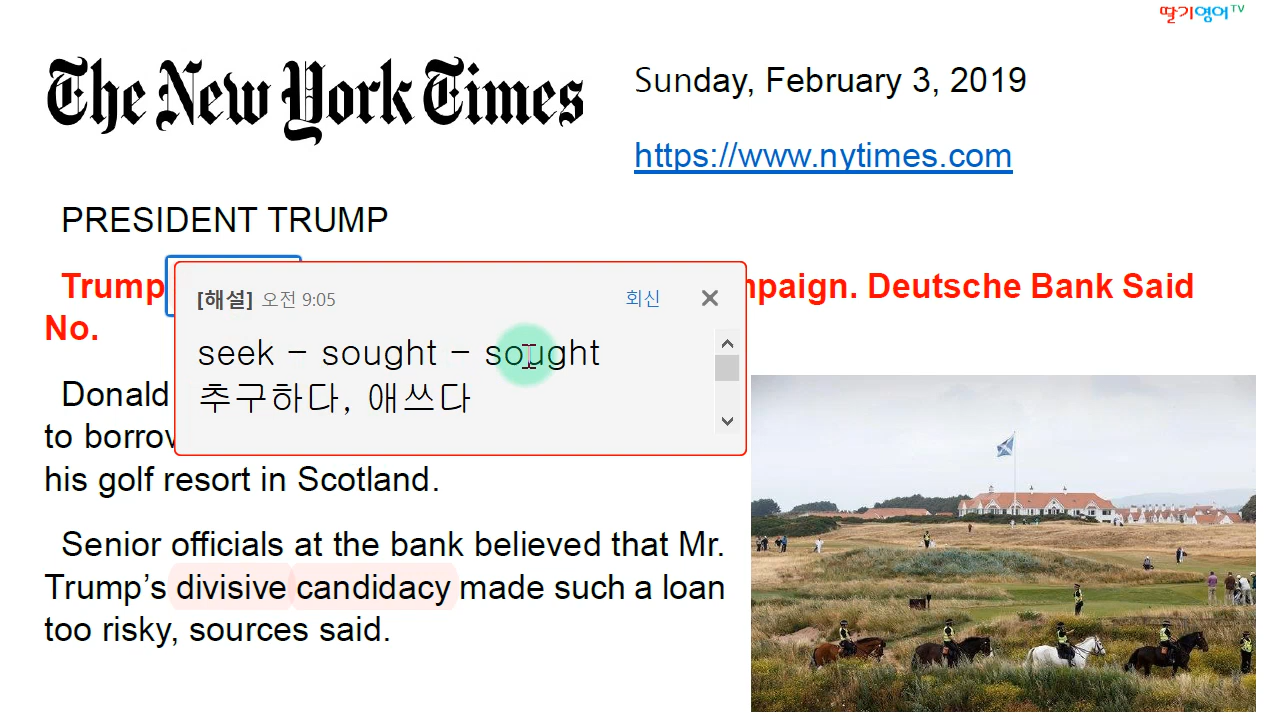 딸기영어TV
The New York Times
Sunday, February 3, 2019
https://www.nytimes.com
PRESIDENT TRUMP
Trump mpaign. Deutsche Bank Said
No.
[해설] 오전 9:05 회신
seek – sought – sought
추구하다, 애쓰다
Donald
to borrow
his golf resort in Scotland.
Senior officials at the bank believed that Mr.
Trump’s divisive candidacy made such a loan
too risky, sources said.